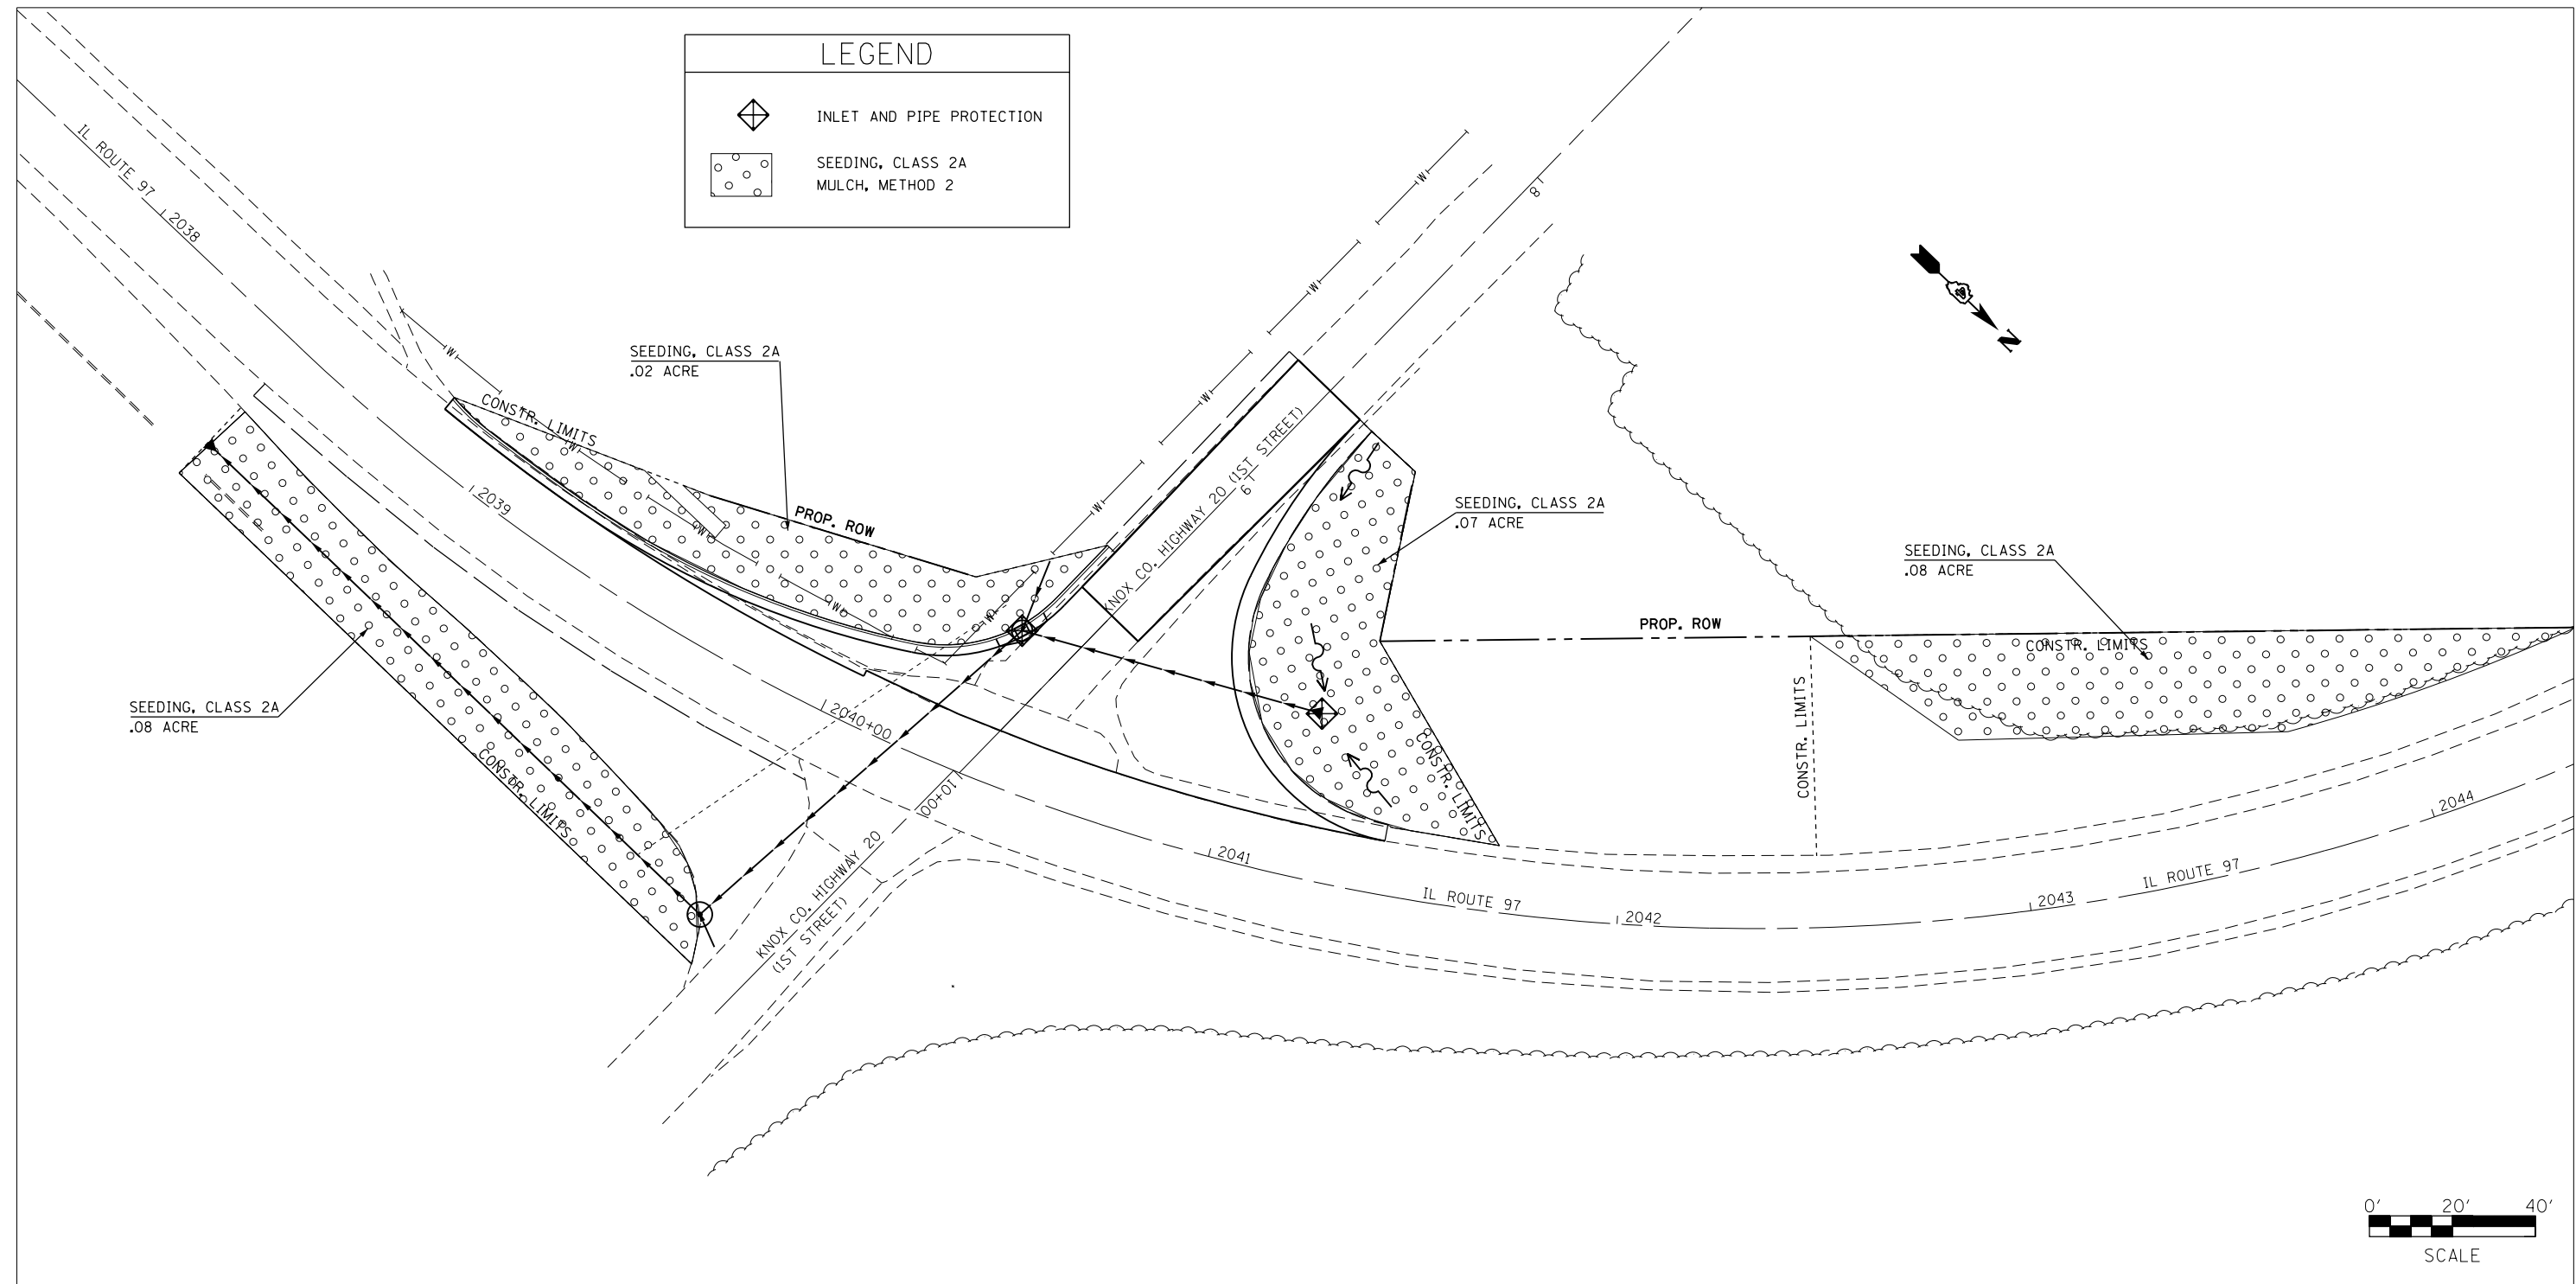 LEGEND
INLET AND PIPE PROTECTION
SEEDING, CLASS 2A
MULCH, METHOD 2
IL ROUTE 97
2038
W
8
W
N
W
SEEDING, CLASS 2A
.02 ACRE
W
CONSTR. LIMITS
W
W
2039
PROP. ROW
W
W
W
W
KNOX CO. HIGHWAY 20 (1ST STREET)
9
SEEDING, CLASS 2A
.07 ACRE
SEEDING, CLASS 2A
.08 ACRE
PROP. ROW
CONSTR. LIMITS
CONSTR. LIMITS
SEEDING, CLASS 2A
.08 ACRE
2040+00
CONSTR. LIMITS
CONSTR. LIMITS
10+00
2041
2044
IL ROUTE 97
IL ROUTE 97
2043
2042
KNOX CO. HIGHWAY 20
(1ST STREET)
0' 20' 40'
SCALE